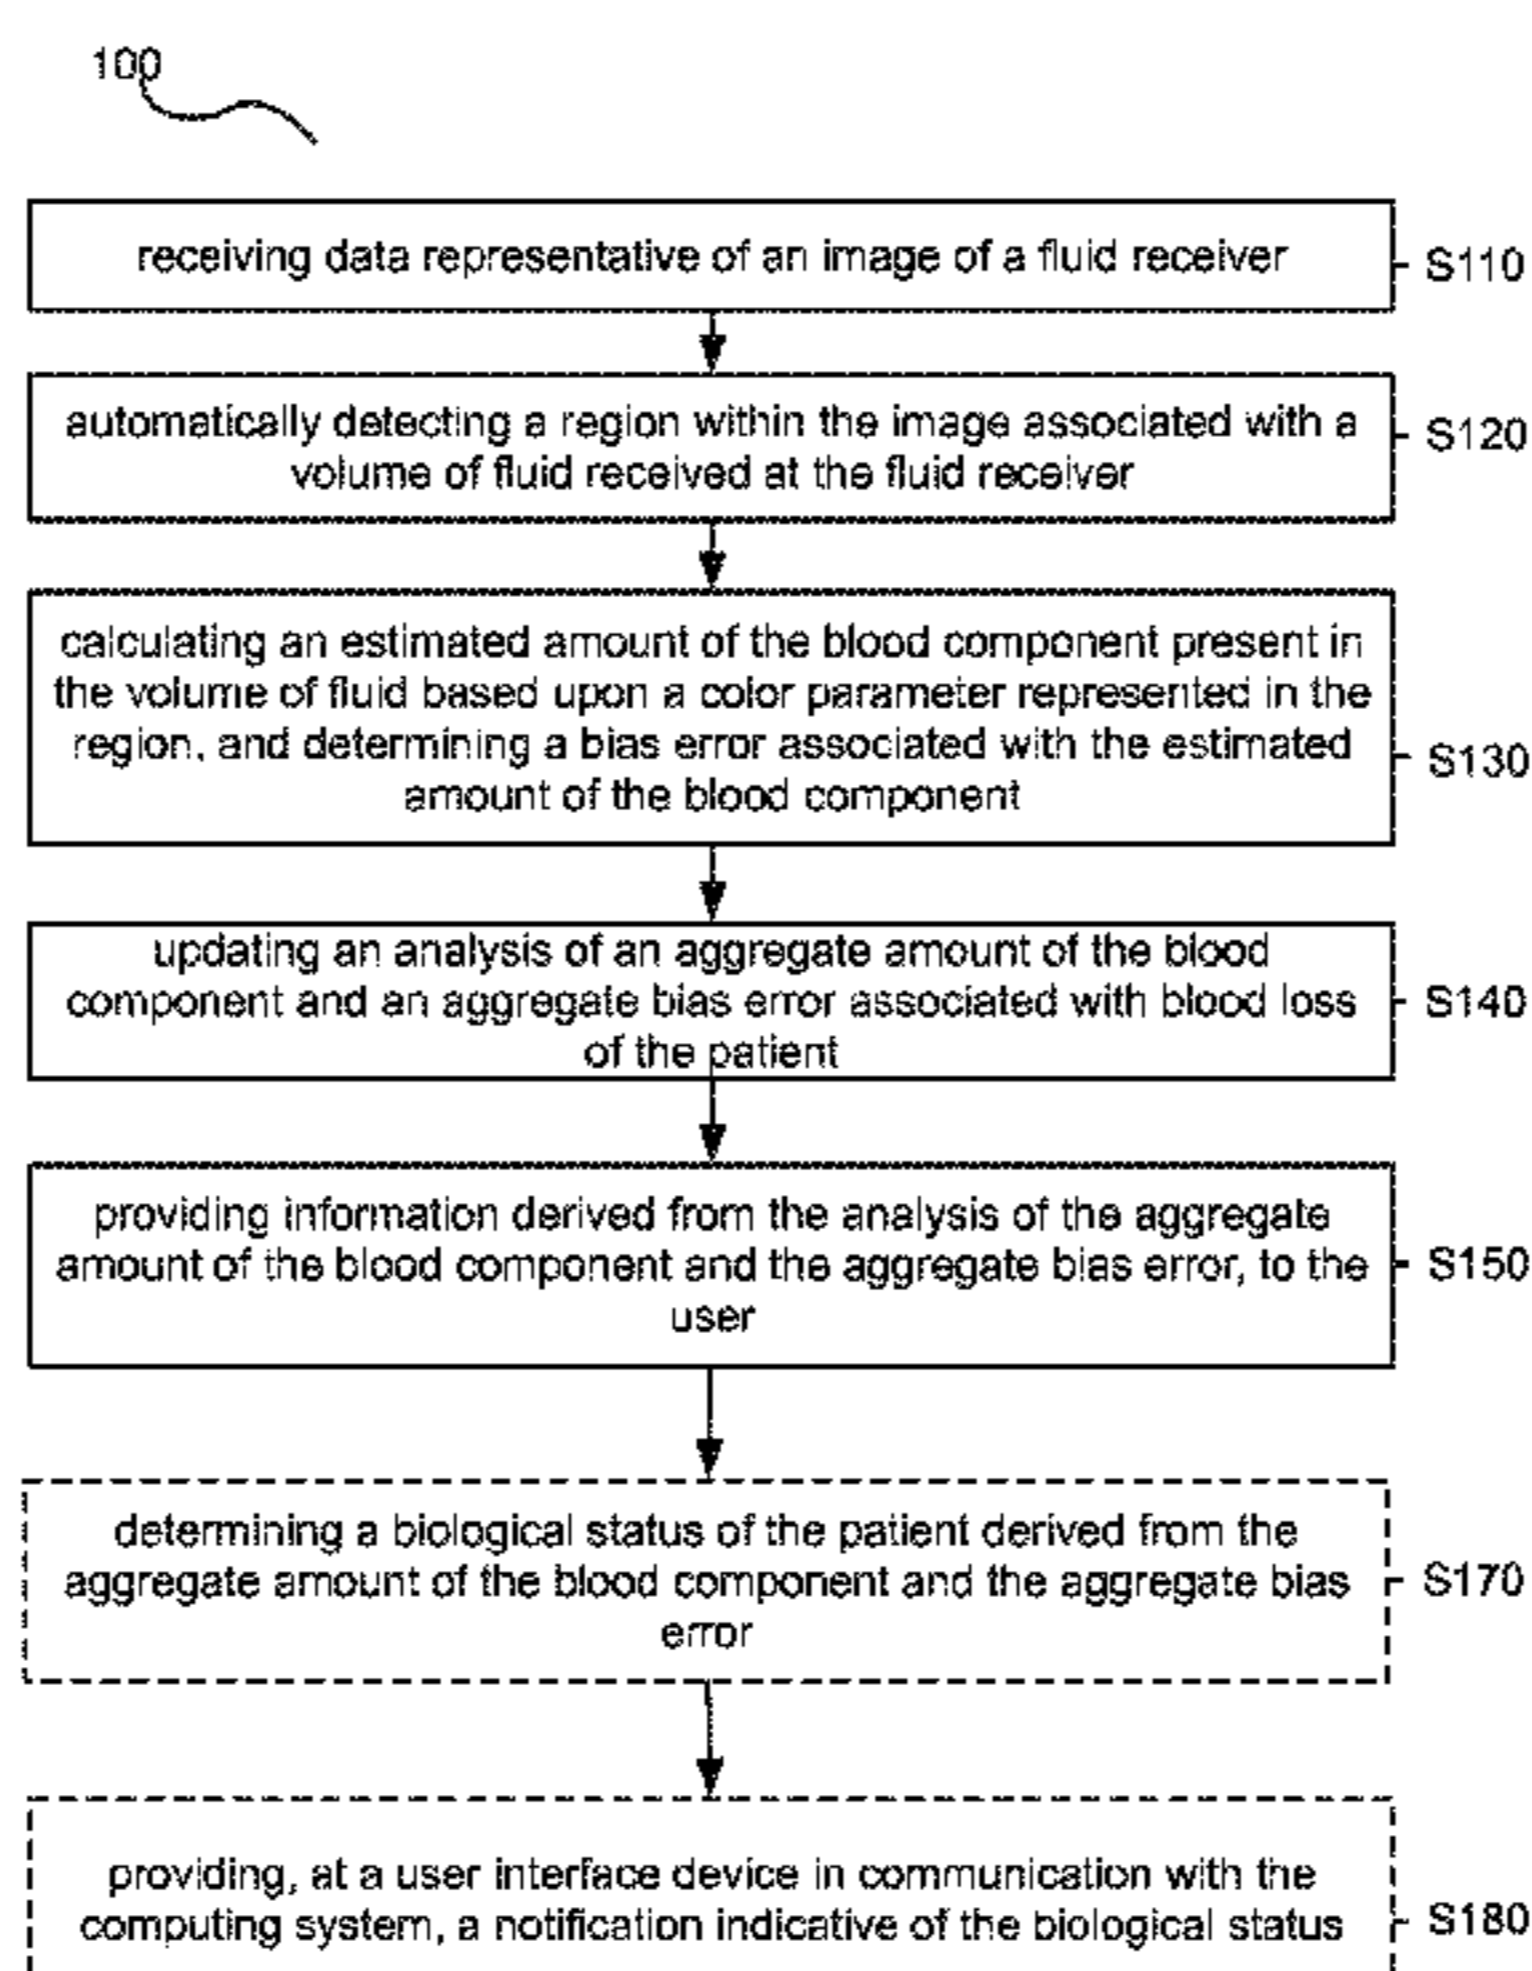 100
receiving data representative of an image of a fluid receiver
S110
automatically detecting a region within the image associated with a
volume of fluid received at the fluid receiver
S120
calculating an estimated amount of the blood component present in
the volume of fluid based upon a color parameter represented in the
region, and determining a bias error associated with the estimated
amount of the blood component
S130
updating an analysis of an aggregate amount of the blood
component and an aggregate bias error associated with blood loss
of the patient
S140
providing information derived from the analysis of the aggregate
amount of the blood component and the aggregate bias error, to the
user
S150
determining a biological status of the patient derived from the
aggregate amount of the blood component and the aggregate bias
error
S170
providing, at a user interface device in communication with the
computing system, a notification indicative of the biological status
S180